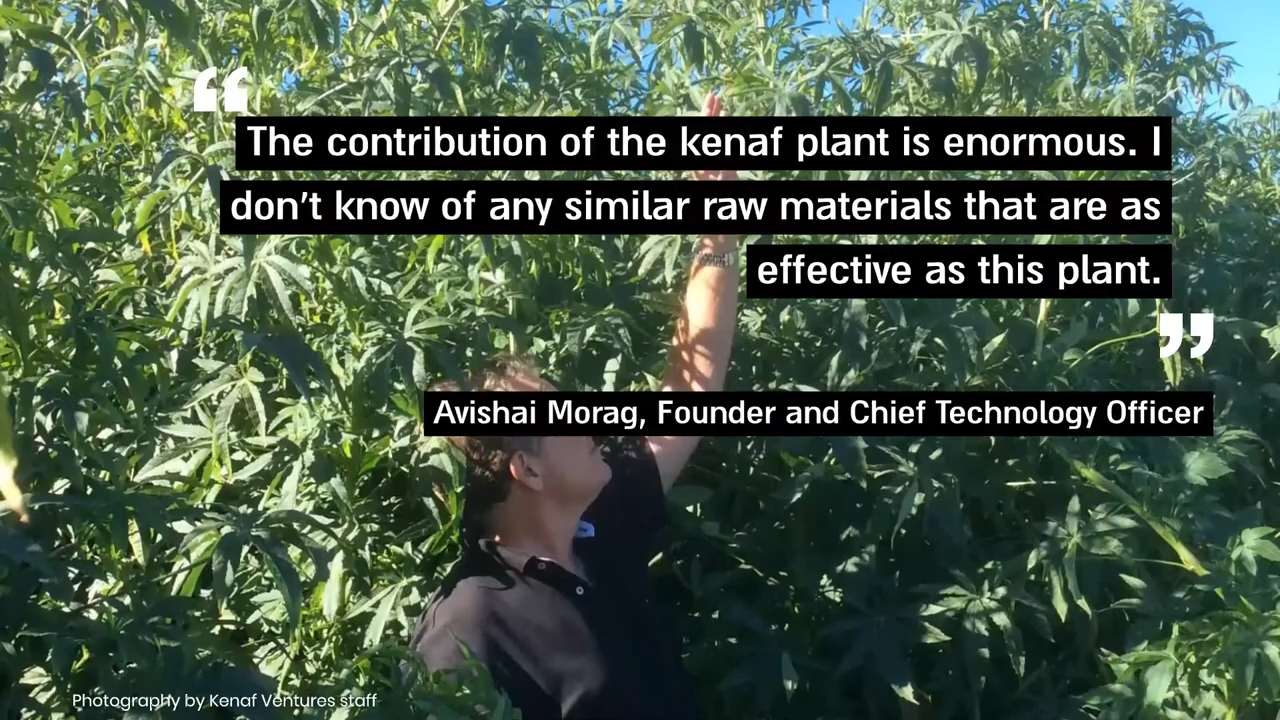 “
The contribution of the kenaf plant is enormous. I
don’t know of any similar raw materials that are as
effective as this plant.
”
Avishai Morag, Founder and Chief Technology Officer
Photography by Kenaf Ventures staff